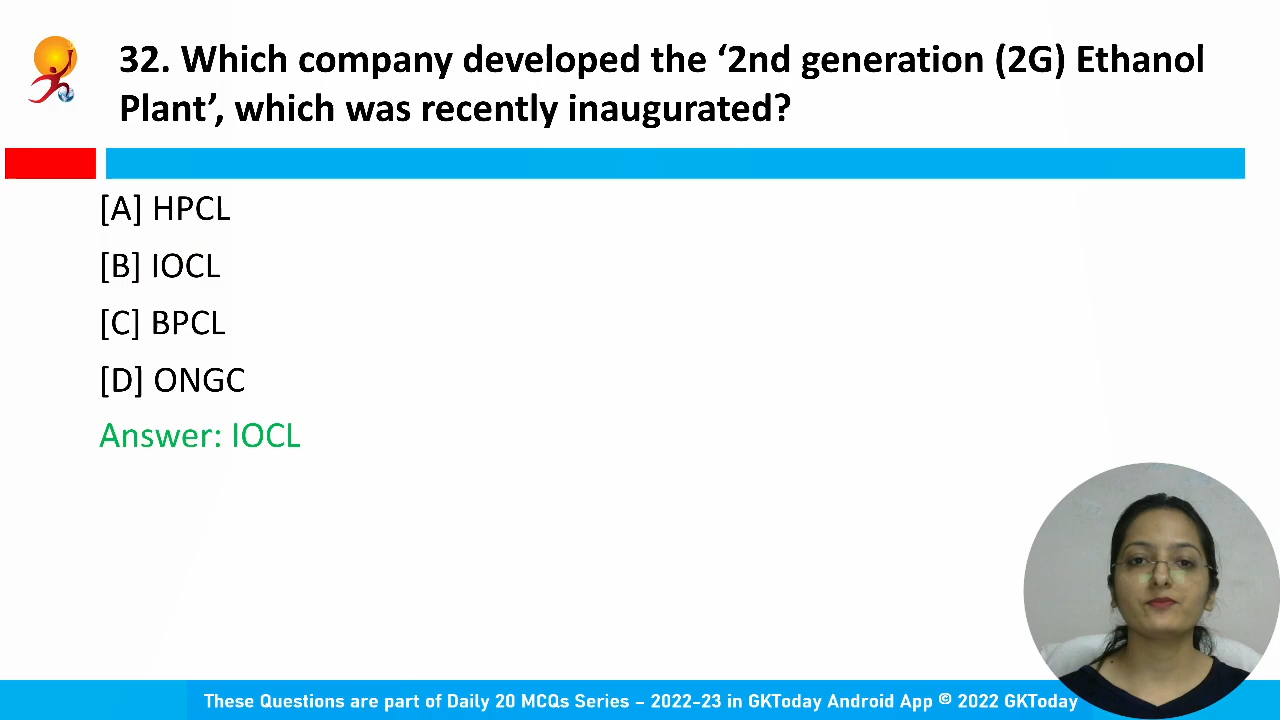 32. Which company developed the ‘2nd generation (2G) Ethanol
Plant’, which was recently inaugurated?
[A] HPCL
[B] IOCL
[C] BPCL
[D] ONGC
Answer: IOCL
These Questions are part of Daily 20 MCQs Series – 2022-23 in GKToday Android App © 2022 GKToday